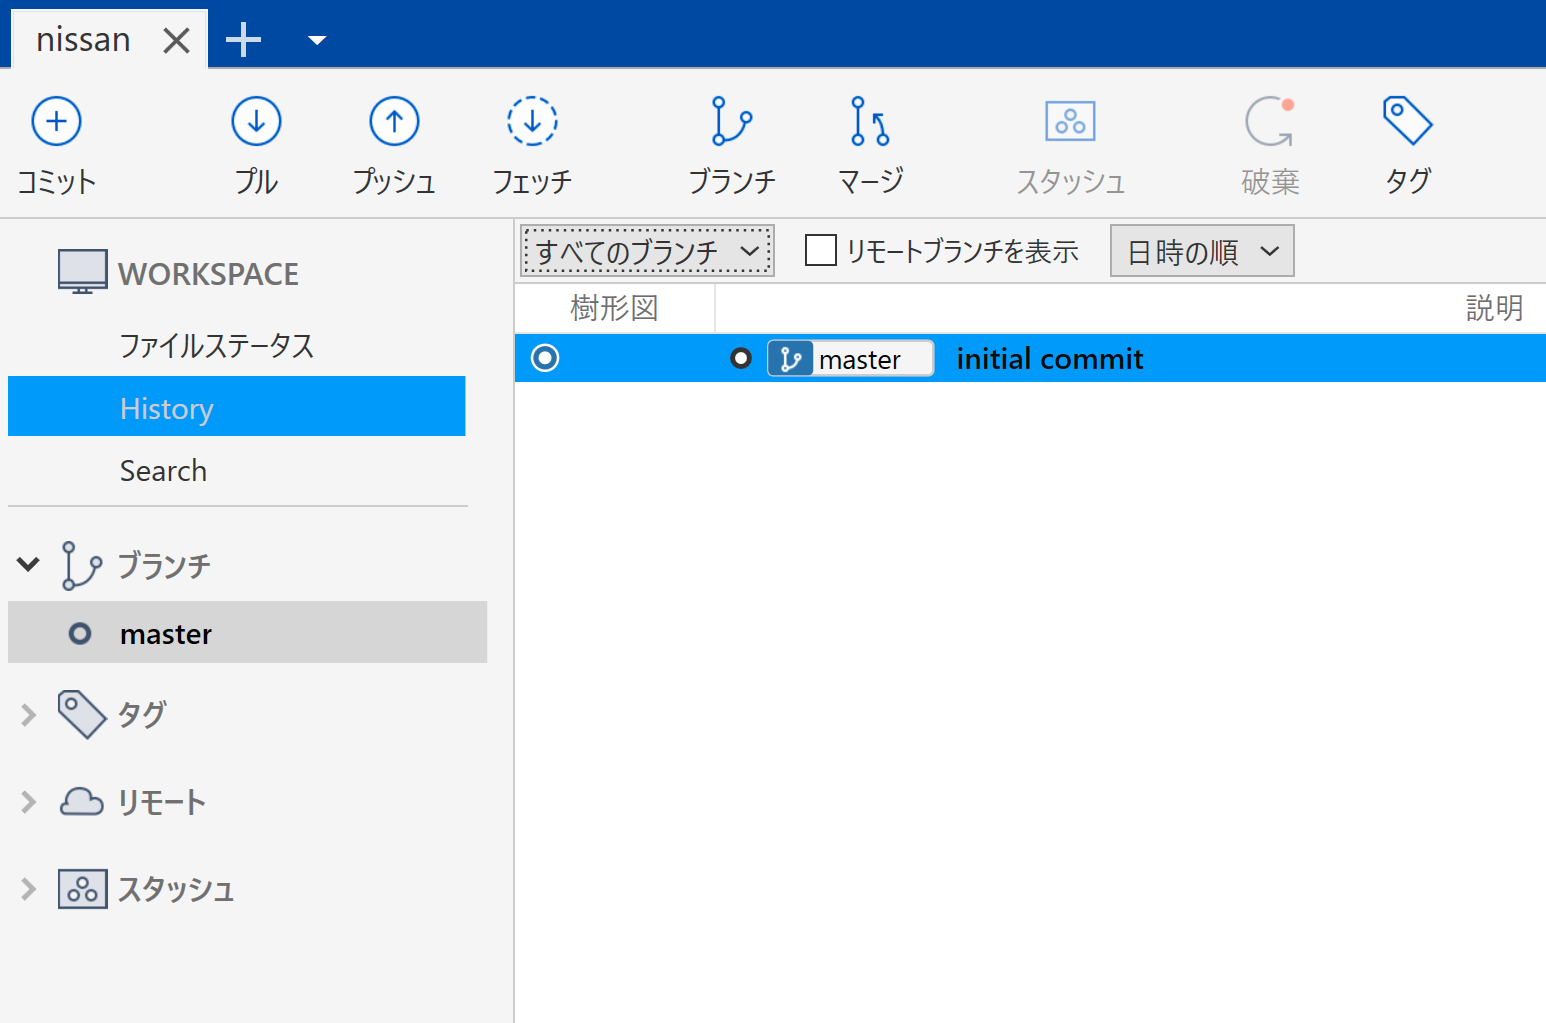 nissan
コミット
プル
プッシュ
フェッチ
ブランチ
マージ
スタッシュ
破棄
タグ
WORKSPACE
ファイルステータス
History
Search
ブランチ
master
タグ
リモート
スタッシュ
すべてのブランチ
リモートブランチを表示
日時の順
樹形図
説明
master
initial commit